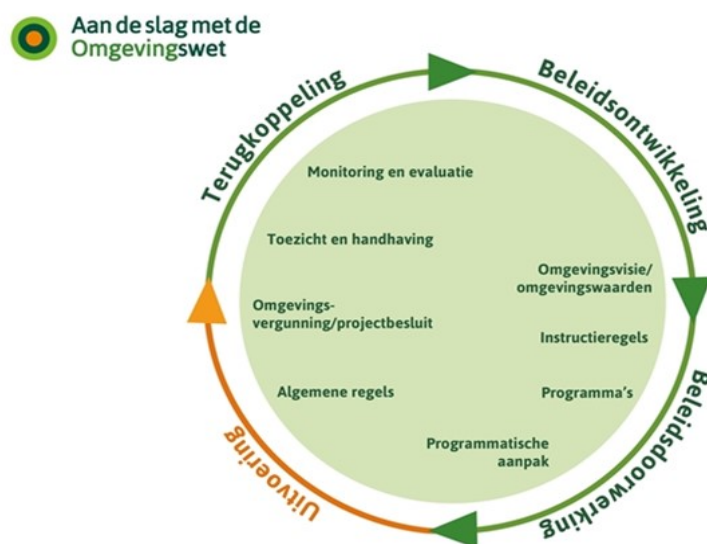 Aan de slag met de
Omgevingswet
Terugkoppeling
Beleidsontwikkeling
Monitoring en evaluatie
Toezicht en handhaving
Omgevingsvisie/
omgevingswaarden
Omgevings-
vergunning/projectbesluit
Instructieregels
Algemene regels
Programma's
Programmatische
aanpak
Uitvoering
Beleidsdoorwerking